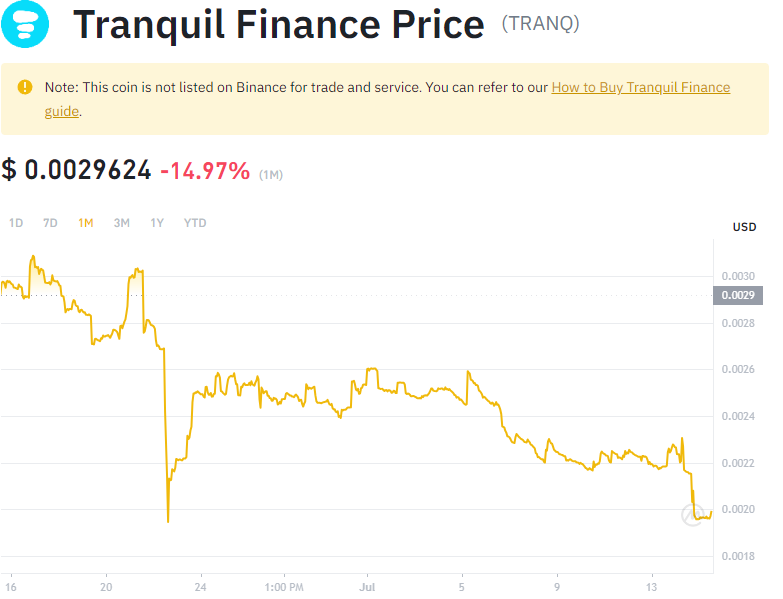 Tranquil Finance Price (TRANQ)
Note: This coin is not listed on Binance for trade and service. You can refer to our How to Buy Tranquil Finance
guide.
$ 0.0029624 -14.97% (1M)
1D 7D 1M 3M 1Y YTD
USD
0.0030
0.0029
0.0028
0.0026
0.0024
0.0022
0.0020
0.0018
16 20 24 1:00 PM Jul 5 9 13